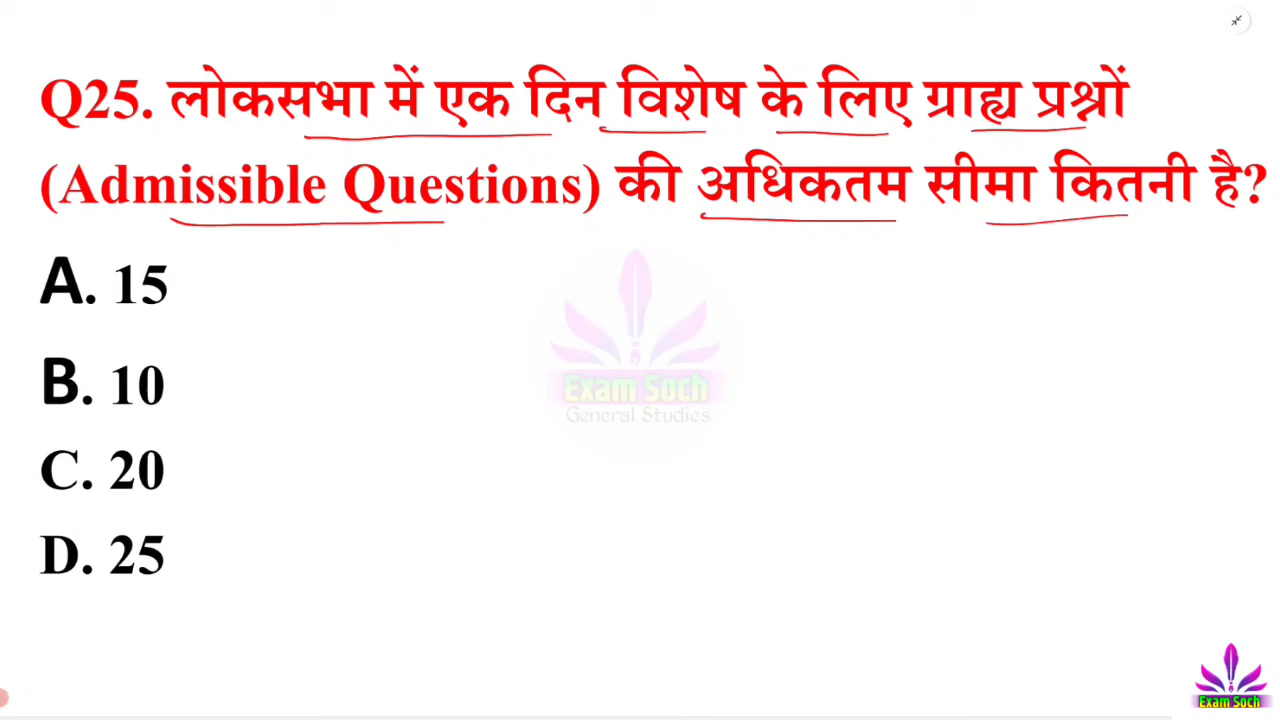 Q25. लोकसभा में एक दिन विशेष के लिए ग्राह्य प्रश्नों
(Admissible Questions) की अधिकतम सीमा कितनी है?
A. 15
B. 10
C. 20
D. 25
Exam Soch
General Studies
Exam Soch